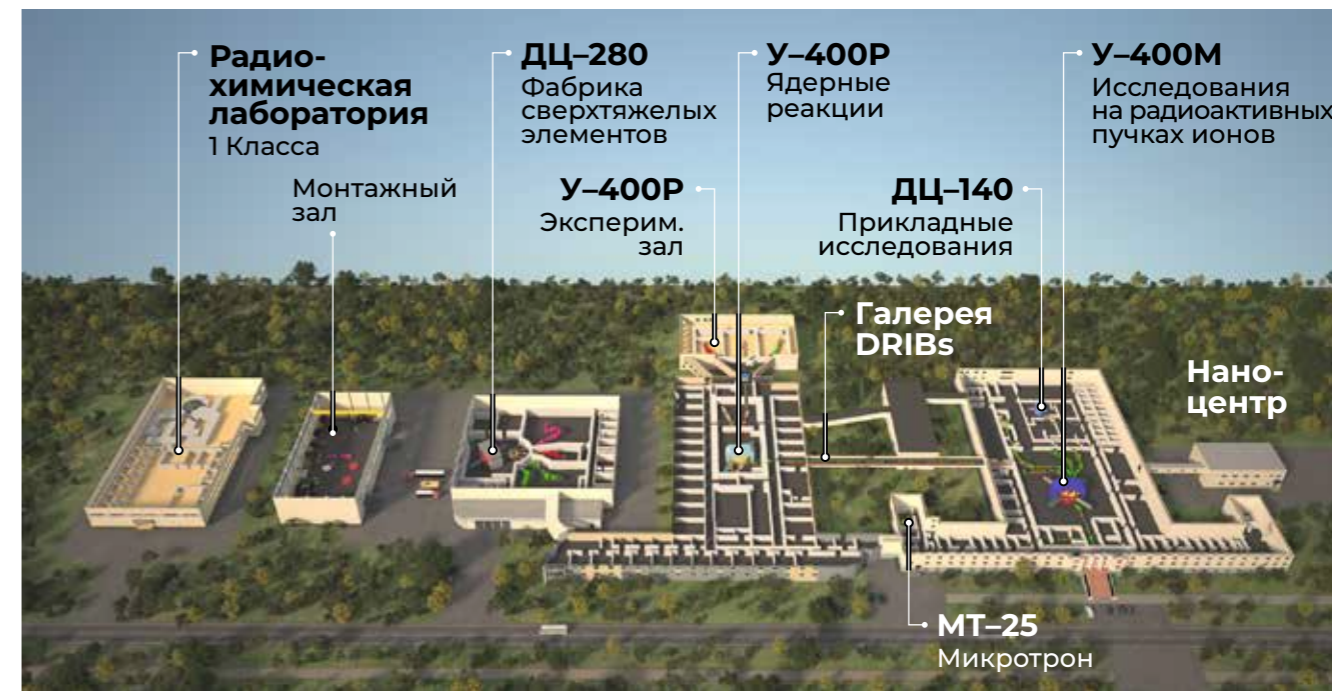 Радио-
химическая
лаборатория
1 Класса
Монтажный
зал
ДЦ–280
Фабрика
сверхтяжелых
элементов
У–400Р
Эксперим.
зал
У–400Р
Ядерные
реакции
ДЦ–140
Прикладные
исследования
У–400М
Исследования
на радиоактивных
пучках ионов
Галерея
DRIBs
Нано-
центр
МТ–25
Микротрон